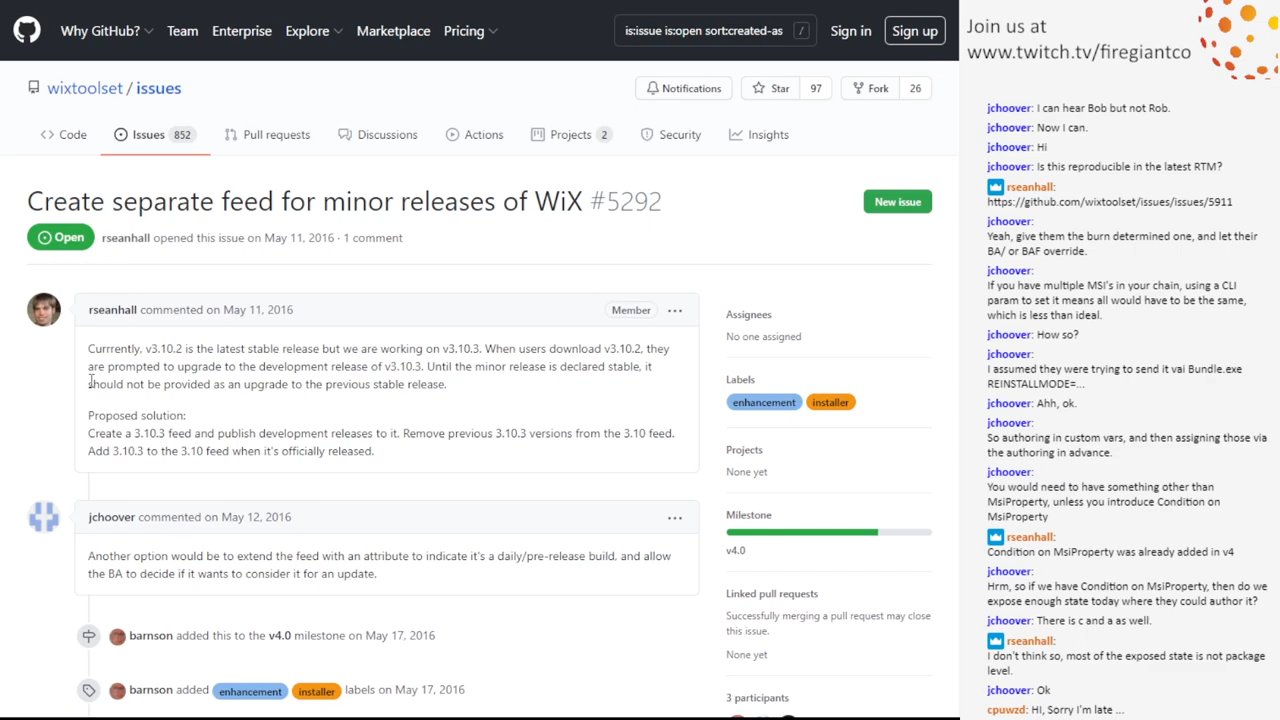 Why GitHub? Team Enterprise Explore Marketplace Pricing is:issue is:open sort:created-as / Sign in Sign up
wixtoolset / issues Notifications Star 97 Fork 26
Code Issues 852 Pull requests Discussions Actions Projects 2 Security Insights
Create separate feed for minor releases of WiX #5292 New issue
Open rseanhall opened this issue on May 11, 2016 · 1 comment
rseanhall commented on May 11, 2016 Member ...
Currrently, v3.10.2 is the latest stable release but we are working on v3.10.3. When users download v3.10.2, they
are prompted to upgrade to the development release of v3.10.3. Until the minor release is declared stable, it
should not be provided as an upgrade to the previous stable release.
Proposed solution:
Create a 3.10.3 feed and publish development releases to it. Remove previous 3.10.3 versions from the 3.10 feed.
Add 3.10.3 to the 3.10 feed when it's officially released.
jchoover commented on May 12, 2016 ...
Another option would be to extend the feed with an attribute to indicate it's a daily/pre-release build, and allow
the BA to decide if it wants to consider it for an update.
barnson added this to the v4.0 milestone on May 17, 2016
barnson added enhancement installer labels on May 17, 2016
Assignees
No one assigned
Labels
enhancement installer
Projects
None yet
Milestone
v4.0
Linked pull requests
Successfully merging a pull request may close
this issue.
None yet
3 participants
Join us at
www.twitch.tv/firegiantco
jchoover: I can hear Bob but not Rob.
jchoover: Now I can.
jchoover: Hi
jchoover: Is this reproducible in the latest RTM?
rseanhall:
https://github.com/wixtoolset/issues/issues/5911
jchoover:
Yeah, give them the burn determined one, and let their
BA/ or BAF override.
jchoover:
If you have multiple MSI's in your chain, using a CLI
param to set it means all would have to be the same,
which is less than ideal.
jchoover: How so?
jchoover:
I assumed they were trying to send it vai Bundle.exe
REINSTALLMODE=...
jchoover: Ahh, ok.
jchoover:
So authoring in custom vars, and then assigning those via
the authoring in advance.
jchoover:
You would need to have something other than
MsiProperty, unless you introduce Condition on
MsiProperty
rseanhall:
Condition on MsiProperty was already added in v4
jchoover:
Hrm, so if we have Condition on MsiProperty, then do we
expose enough state today where they could author it?
jchoover: There is c and a as well.
rseanhall:
I don't think so, most of the exposed state is not package
level.
jchoover: Ok
cpuwzd: HI, Sorry I'm late ...